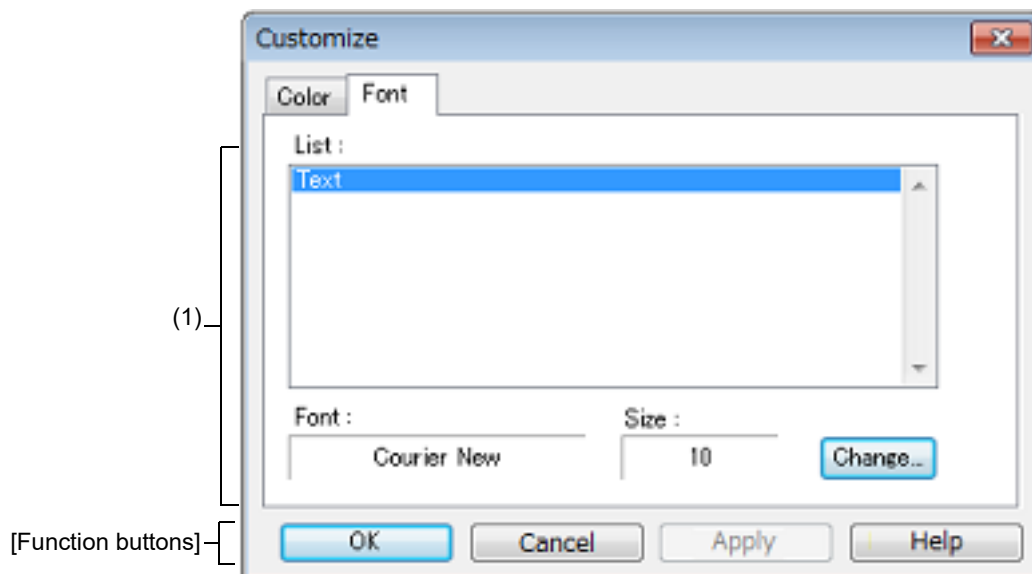 Customize
Color Font
List :
Text
(1)
Font : Size :
Courier New 10 Change...
[Function buttons] OK Cancel Apply Help